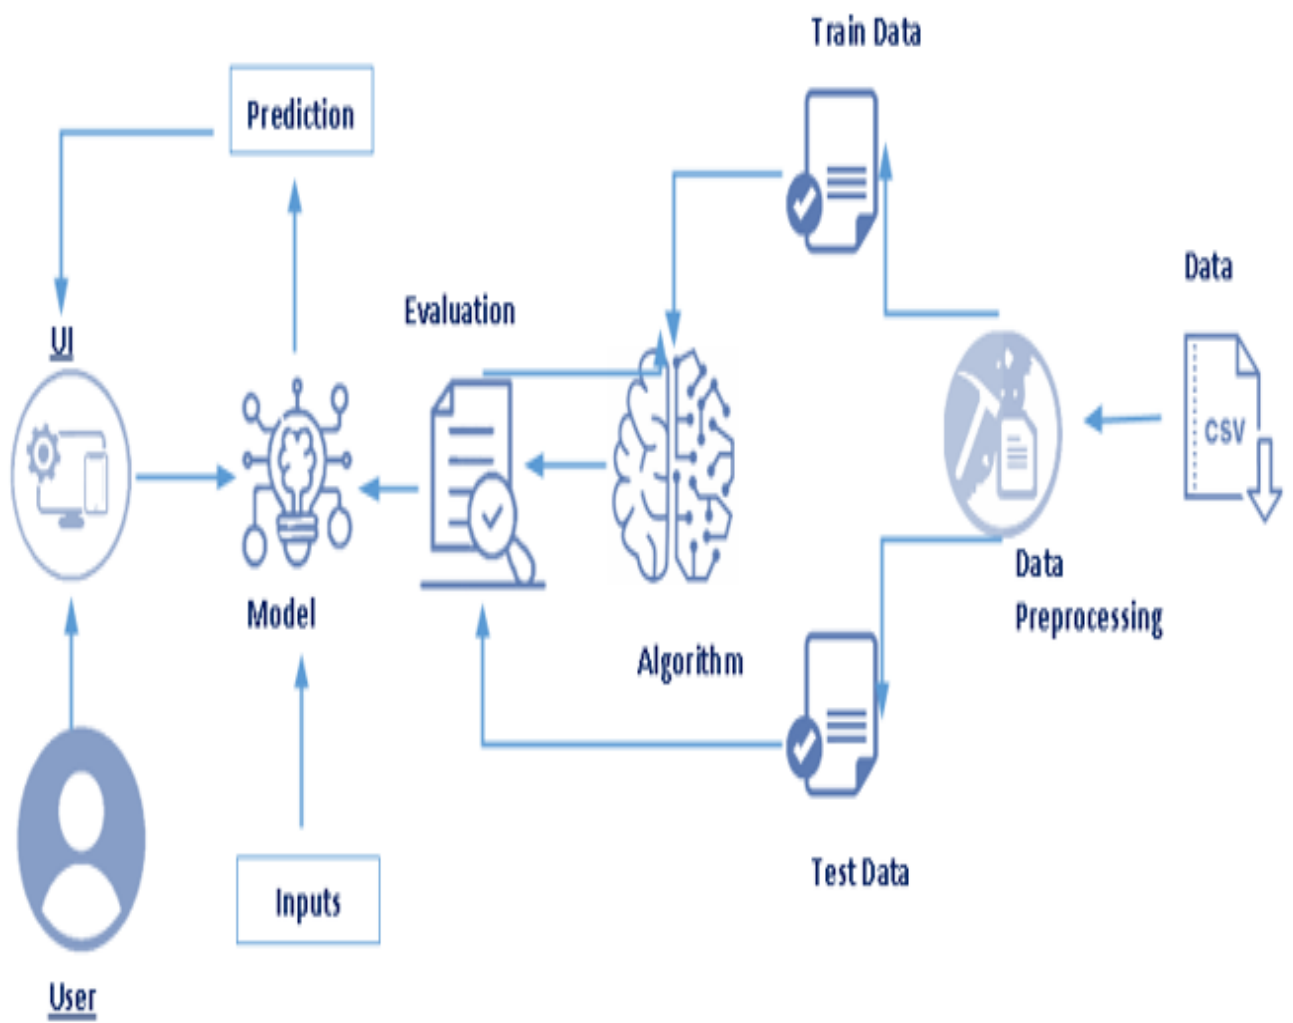 Train Data
Prediction
Data
Evaluation
UI
CSV
Data
Preprocessing
Model
Algorithm
Test Data
Inputs
User